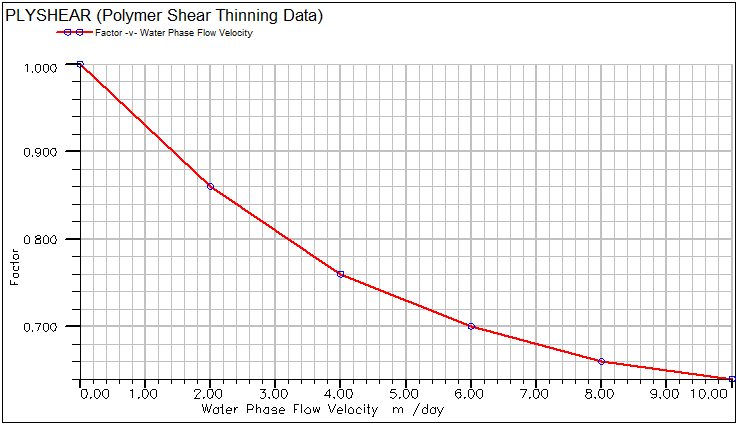 PLYSHEAR (Polymer Shear Thinning Data)
Factor -v- Water Phase Flow Velocity
1.000
0.900
0.800
0.700
Factor
0.00 1.00 2.00 3.00 4.00 5.00 6.00 7.00 8.00 9.00 10.00
Water Phase Flow Velocity m /day